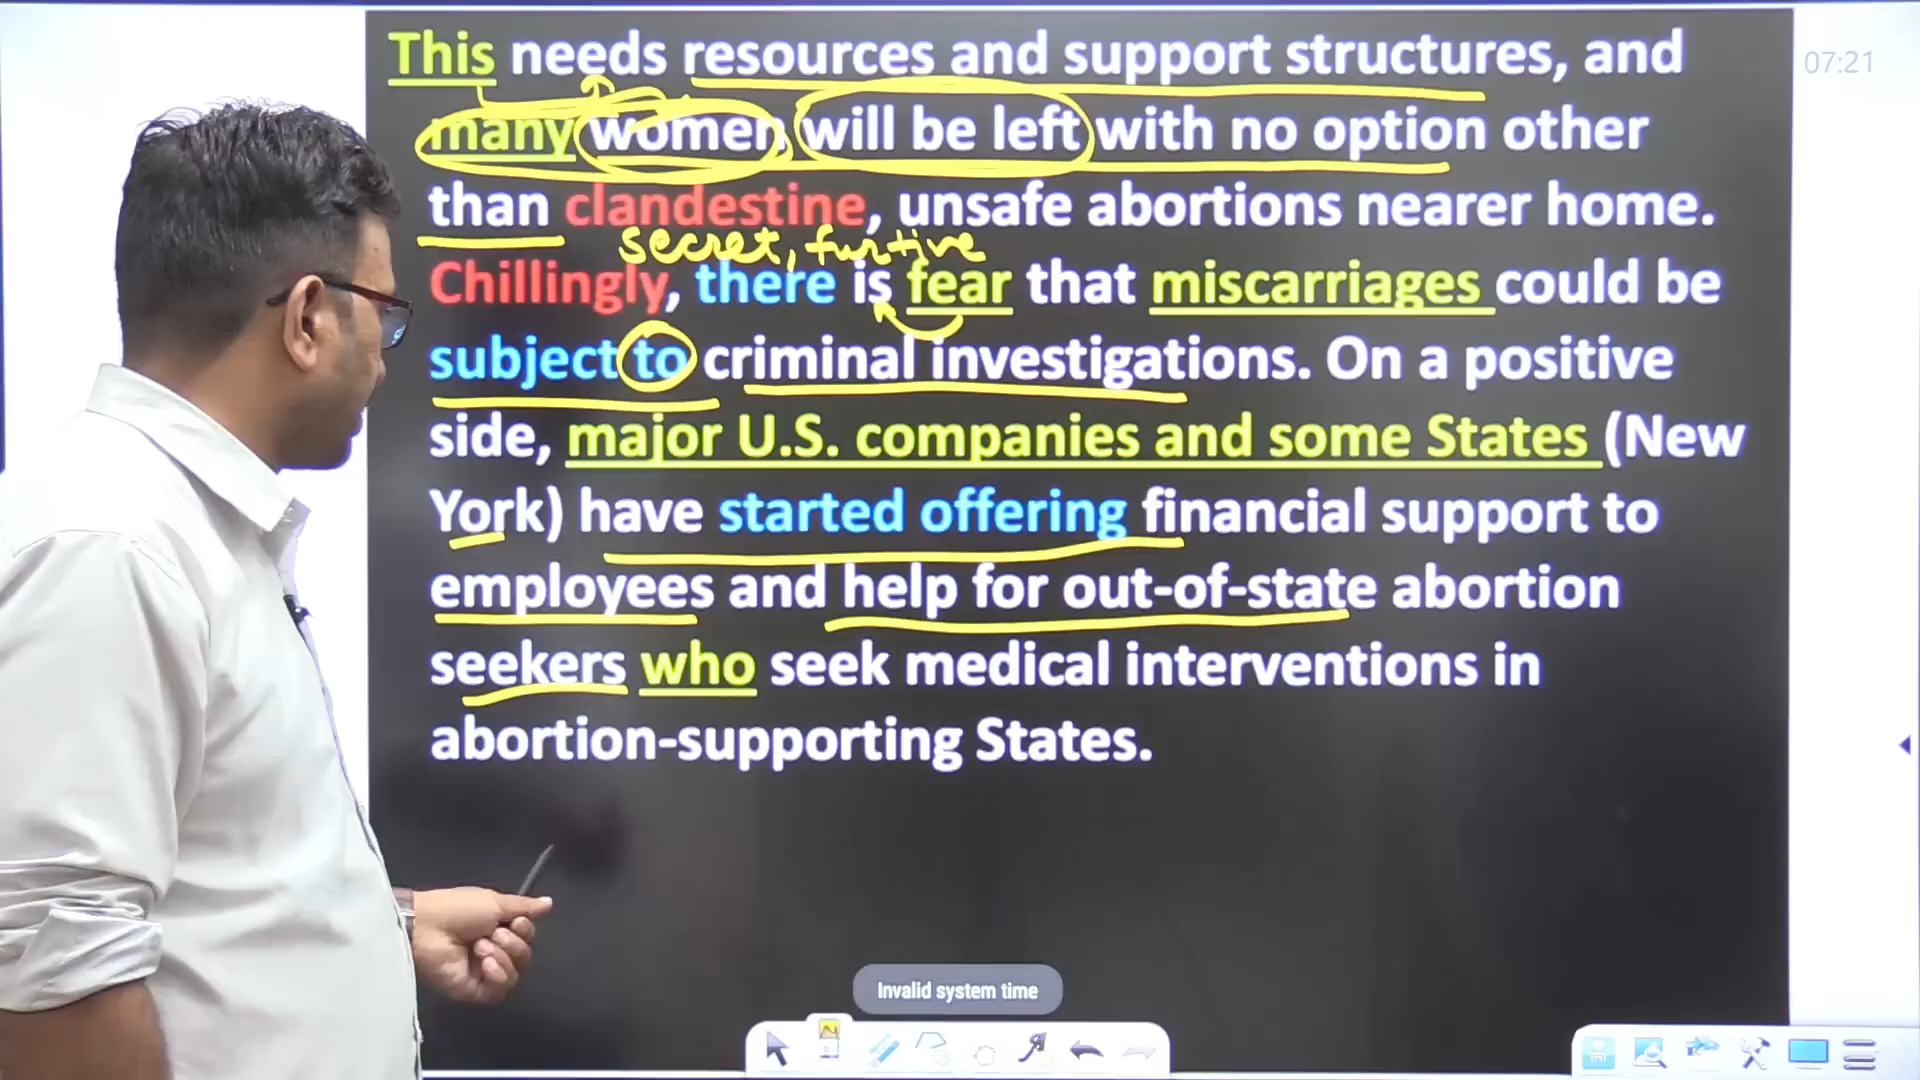 This needs resources and support structures, and
07:21
many women will be left with no option other
than clandestine, unsafe abortions nearer home.
secret, furtive
Chillingly, there is fear that miscarriages could be
subject to criminal investigations. On a positive
side, major U.S. companies and some States (New
York) have started offering financial support to
employees and help for out-of-state abortion
seekers who seek medical interventions in
abortion-supporting States.
Invalid system time